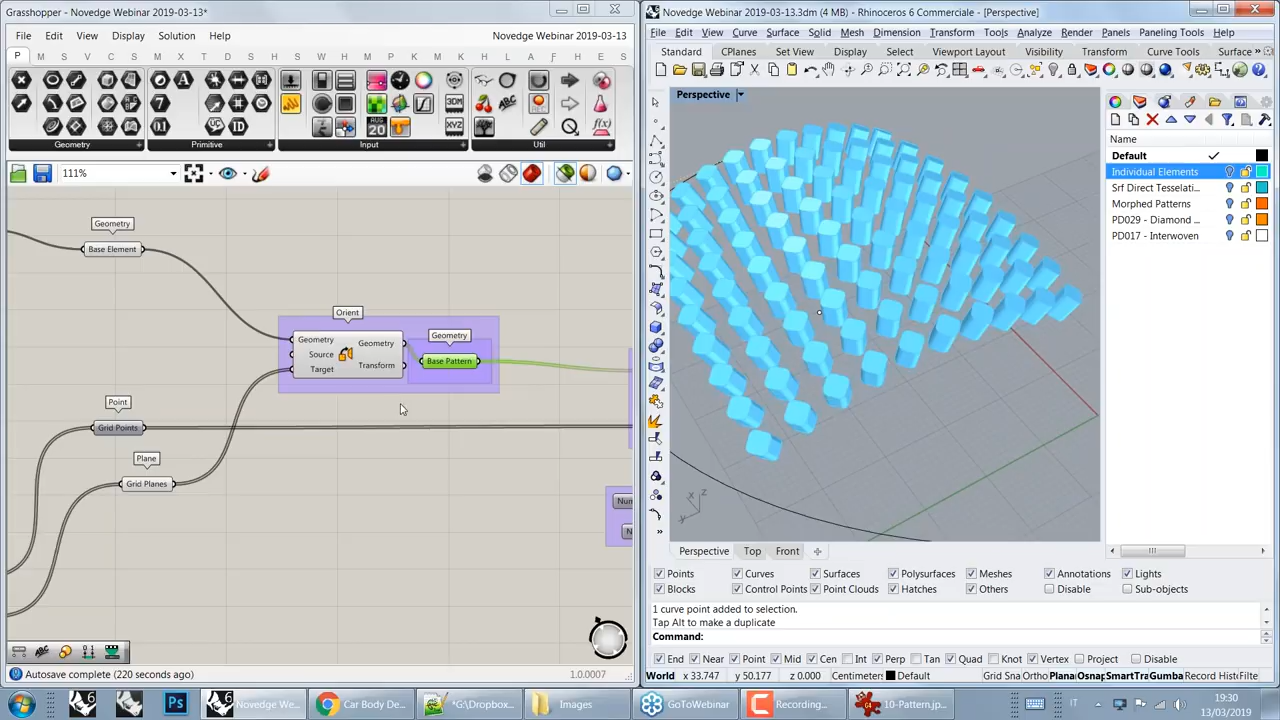 Grasshopper - Novedge Webinar 2019-03-13*
File Edit View Display Solution Help
Novedge Webinar 2019-03-13
P M S V C S I M T D R A B H L K E F S
Geometry Primitive Input Util
111%
Geometry
Base Element
Orient
Geometry Geometry
Source
Target Transform
Geometry
Base Pattern
Point
Grid Points
Plane
Grid Planes
Autosave complete (220 seconds ago)
1.0.0007
Novedge Webinar 2019-03-13.3dm (4 MB) - Rhinoceros 6 Commerciale - [Perspective]
File Edit View Curve Surface Solid Mesh Dimension Transform Tools Analyze Render Panels Paneling Tools Help
Standard CPlanes Set View Display Select Viewport Layout Visibility Transform Curve Tools Surface
Perspective
x y z
Name
Default
Individual Elements
Srf Direct Tesselati...
Morphed Patterns
PD029 - Diamond ...
PD017 - Interwoven
Perspective Top Front
Points Curves Surfaces Polysurfaces Meshes Annotations Lights
Blocks Control Points Point Clouds Hatches Others Disable Sub-objects
1 curve point added to selection.
Tap Alt to make a duplicate
Command:
End Near Point Mid Cen Int Perp Tan Quad Knot Vertex Project Disable
World x 33.747 y 50.177 z 0.000 Centimeters Default Grid Sna Ortho Plana Osnap SmartTra Gumba Record Histo Filter
Novedge We... Car Body De... *G:\Dropbox... Images GoToWebinar Recording... 10-Pattern.jp...
IT
19:30
13/03/2019